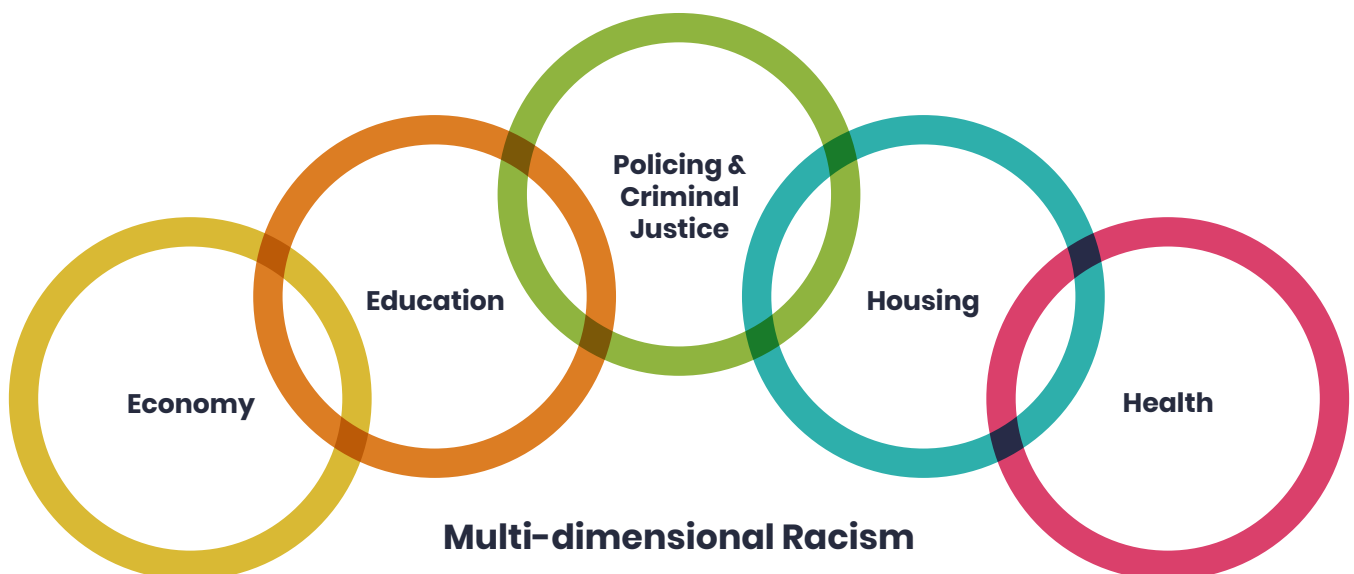 Policing &
Criminal
Justice
Education
Housing
Economy
Health
Multi-dimensional Racism